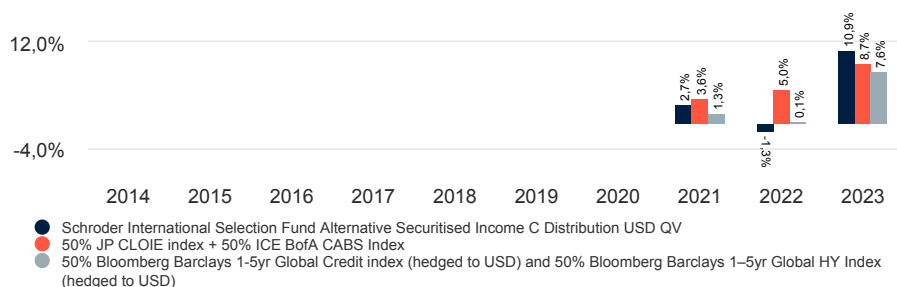 12,0%
-4,0%
2,7%
3,6%
1,3%
-1,3%
5,0%
0,1%
10,9%
8,7%
7,6%
2014 2015 2016 2017 2018 2019 2020 2021 2022 2023
Schroder International Selection Fund Alternative Securitised Income C Distribution USD QV
50% JP CLOIE index + 50% ICE BofA CABS Index
50% Bloomberg Barclays 1-5yr Global Credit index (hedged to USD) and 50% Bloomberg Barclays 1–5yr Global HY Index
(hedged to USD)